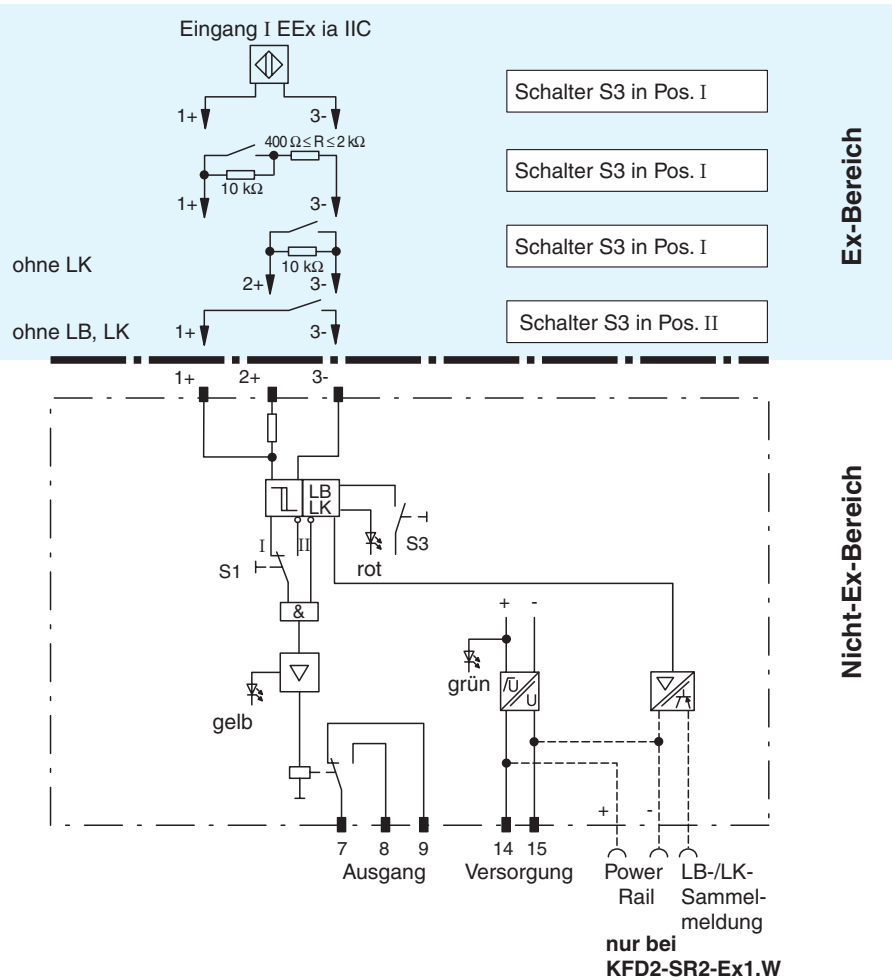 Eingang I EEx ia IIC
1+ 3-
Schalter S3 in Pos. I
400 Ω ≤ R ≤ 2 kΩ
10 kΩ
1+ 3-
Schalter S3 in Pos. I
ohne LK
10 kΩ
2+ 3-
Schalter S3 in Pos. I
ohne LB, LK
1+ 3-
Schalter S3 in Pos. II
Ex-Bereich
1+ 2+ 3-
LB
LK
I II
S1
rot
S3
&
+ -
grün
U
U
gelb
+ -
7 8 9
Ausgang
14 15
Versorgung
Power
Rail
LB-/LK-
Sammel-
meldung
nur bei
KFD2-SR2-Ex1.W
Nicht-Ex-Bereich